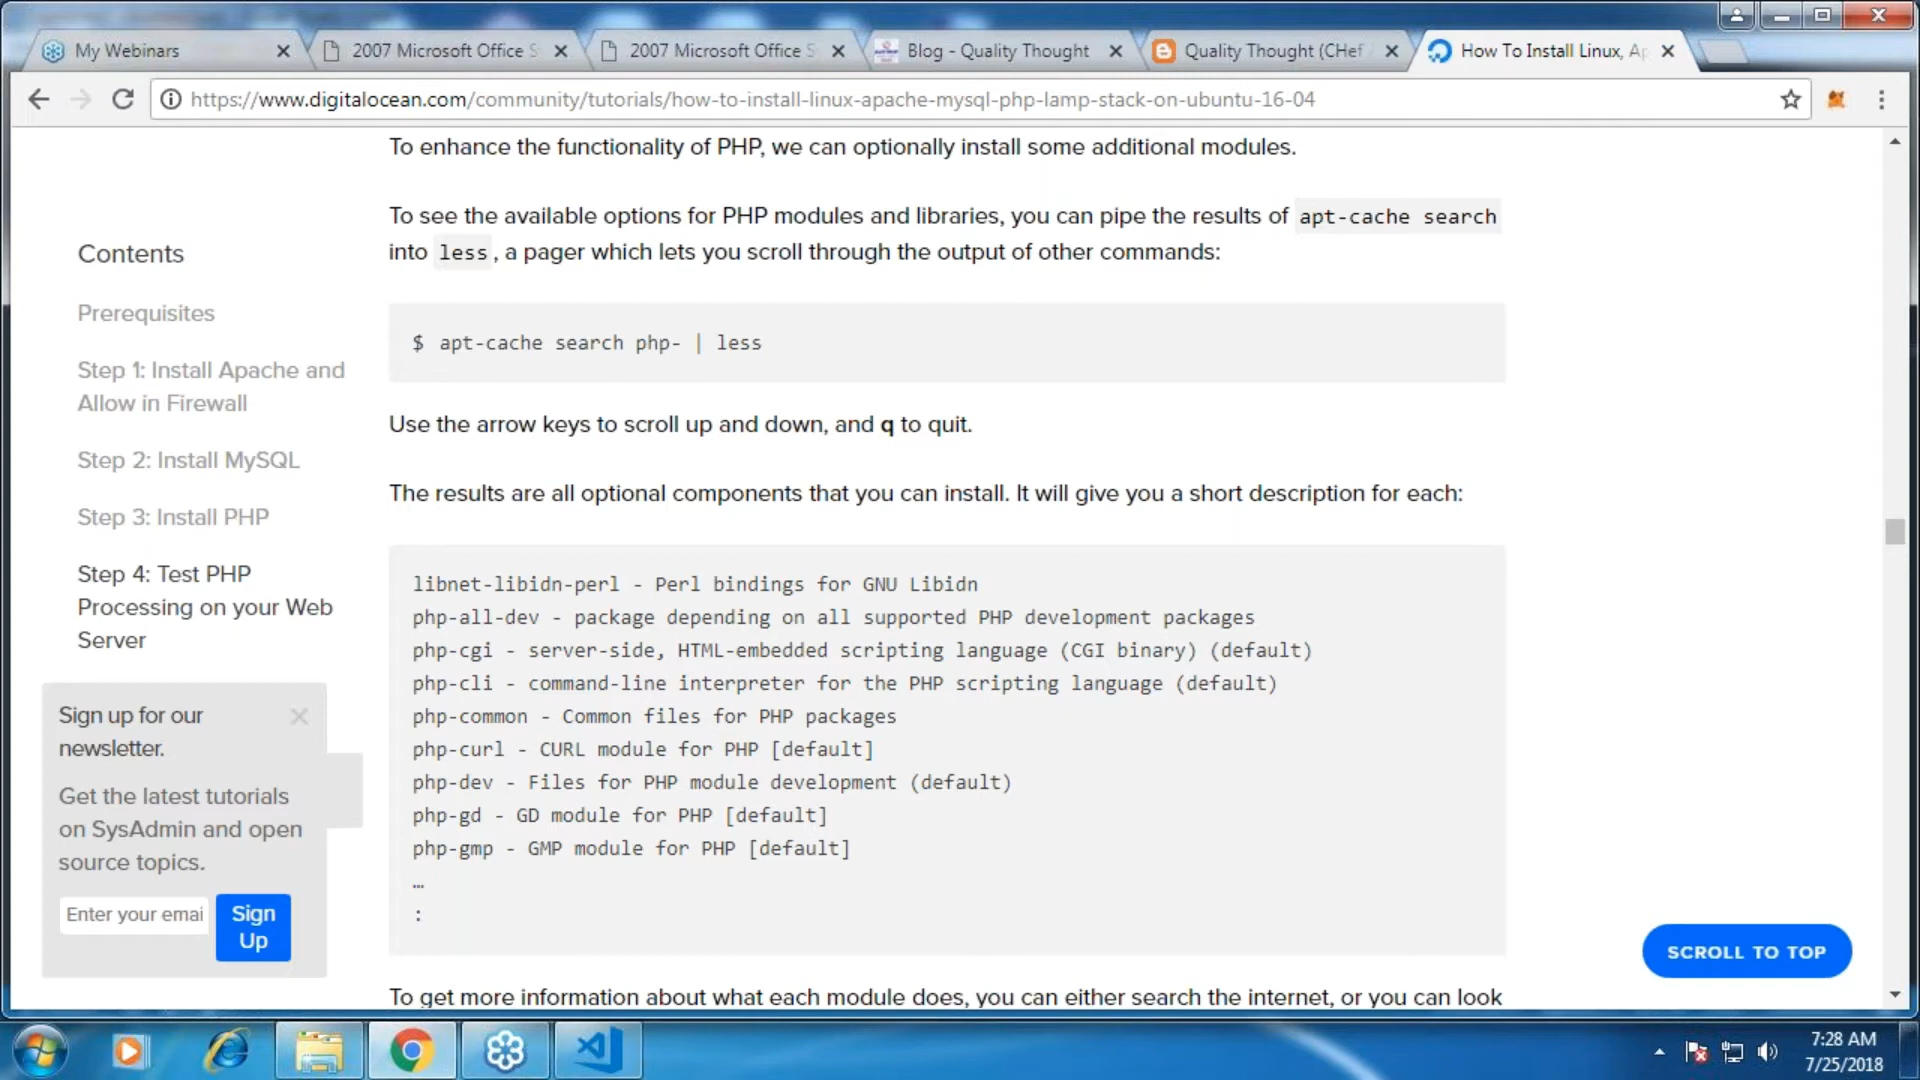 My Webinars
2007 Microsoft Office S
2007 Microsoft Office S
Blog - Quality Thought
Quality Thought (CHef
How To Install Linux, Ap
https://www.digitalocean.com/community/tutorials/how-to-install-linux-apache-mysql-php-lamp-stack-on-ubuntu-16-04
To enhance the functionality of PHP, we can optionally install some additional modules.
To see the available options for PHP modules and libraries, you can pipe the results of apt-cache search
into less, a pager which lets you scroll through the output of other commands:
$ apt-cache search php- | less
Use the arrow keys to scroll up and down, and q to quit.
The results are all optional components that you can install. It will give you a short description for each:
libnet-libidn-perl - Perl bindings for GNU Libidn
php-all-dev - package depending on all supported PHP development packages
php-cgi - server-side, HTML-embedded scripting language (CGI binary) (default)
php-cli - command-line interpreter for the PHP scripting language (default)
php-common - Common files for PHP packages
php-curl - CURL module for PHP [default]
php-dev - Files for PHP module development (default)
php-gd - GD module for PHP [default]
php-gmp - GMP module for PHP [default]
…
:
To get more information about what each module does, you can either search the internet, or you can look
Contents
Prerequisites
Step 1: Install Apache and
Allow in Firewall
Step 2: Install MySQL
Step 3: Install PHP
Step 4: Test PHP
Processing on your Web
Server
Sign up for our
newsletter.
Get the latest tutorials
on SysAdmin and open
source topics.
Enter your emai
Sign
Up
SCROLL TO TOP
7:28 AM
7/25/2018